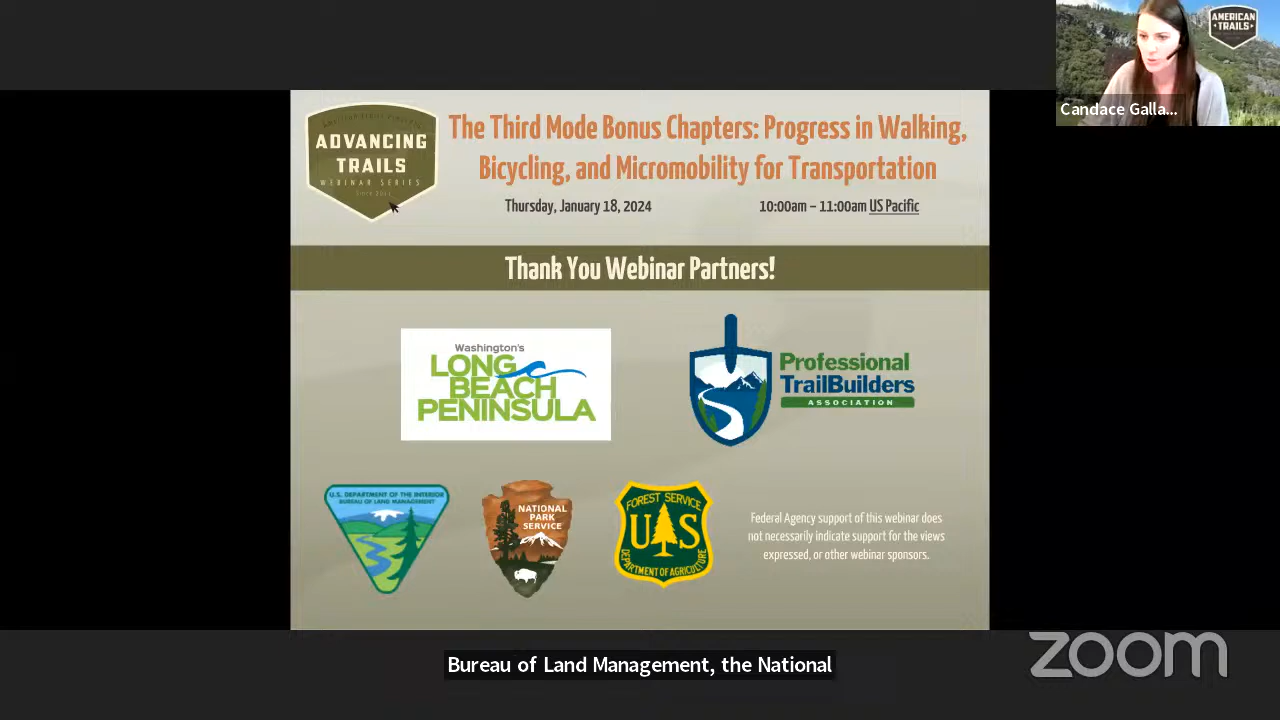 AMERICAN
TRAILS
Candace Galla...
ADVANCING
TRAILS
WEBINAR SERIES
Since 2013
The Third Mode Bonus Chapters: Progress in Walking,
Bicycling, and Micromobility for Transportation
Thursday, January 18, 2024
10:00am – 11:00am US Pacific
Thank You Webinar Partners!
Washington's
LONG
BEACH
PENINSULA
Professional
TrailBuilders
ASSOCIATION
U.S. DEPARTMENT OF THE INTERIOR
BUREAU OF LAND MANAGEMENT
NATIONAL
PARK
SERVICE
FOREST SERVICE
U S
DEPARTMENT OF AGRICULTURE
Federal Agency support of this webinar does
not necessarily indicate support for the views
expressed, or other webinar sponsors.
Bureau of Land Management, the National
zoom